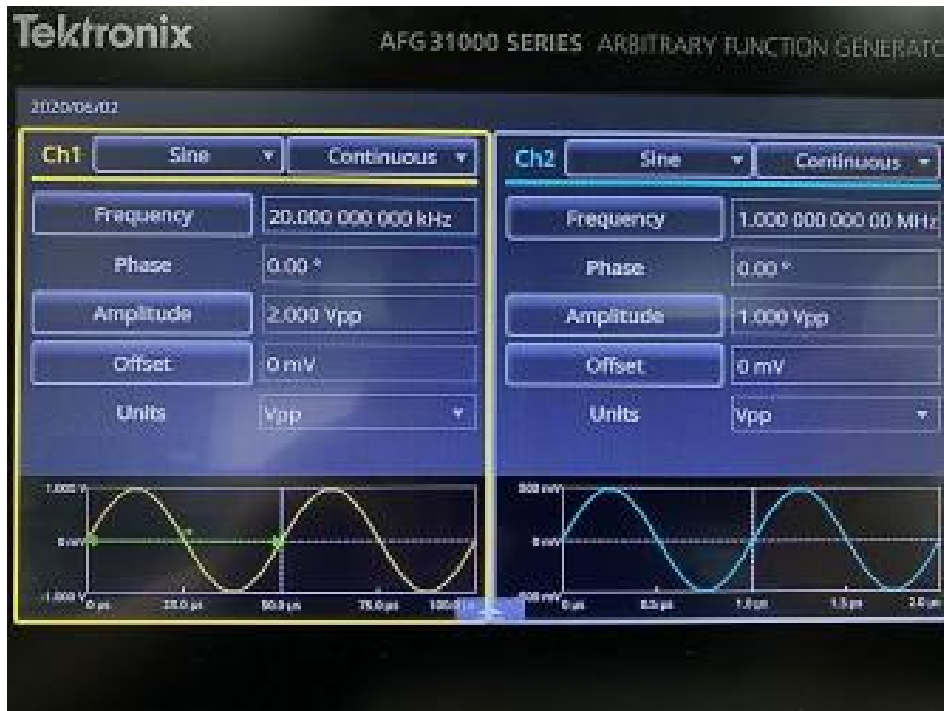 Tektronix
AFG31000 SERIES ARBITRARY FUNCTION GENERATO
2020/06/02
Ch1 Sine Continuous
Frequency 20.000 000 000 kHz
Phase 0.00 °
Amplitude 2.000 Vpp
Offset 0 mV
Units Vpp
1.000 V
0 mV
-1.000 V
0 µs 25.0 µs 50.0 µs 75.0 µs
Ch2 Sine Continuous
Frequency 1.000 000 000 00 MHz
Phase 0.00 °
Amplitude 1.000 Vpp
Offset 0 mV
Units Vpp
500 mV
0 mV
0 µs 0.5 µs 1.0 µs 1.5 µs 2.0 µs